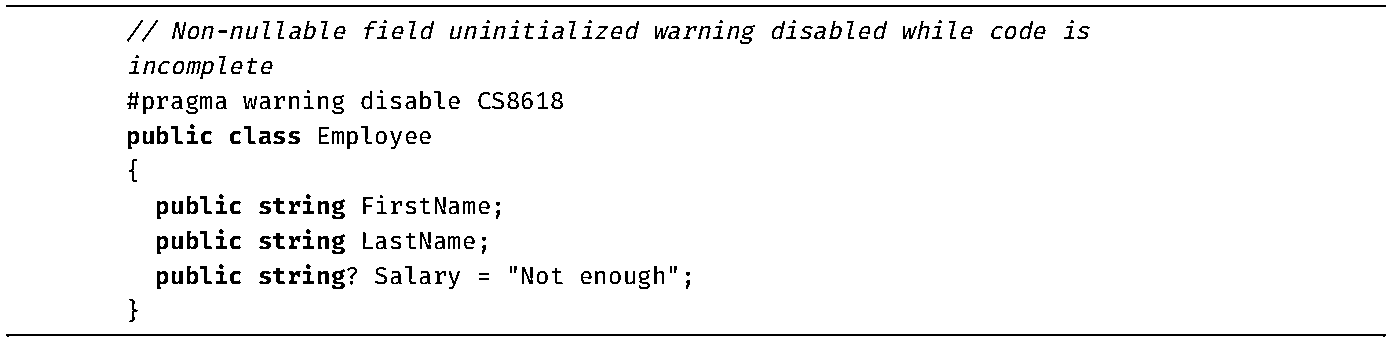 // Non-nullable field uninitialized warning disabled while code is
incomplete
#pragma warning disable CS8618
public class Employee
{
  public string FirstName;
  public string LastName;
  public string? Salary = "Not enough";
}